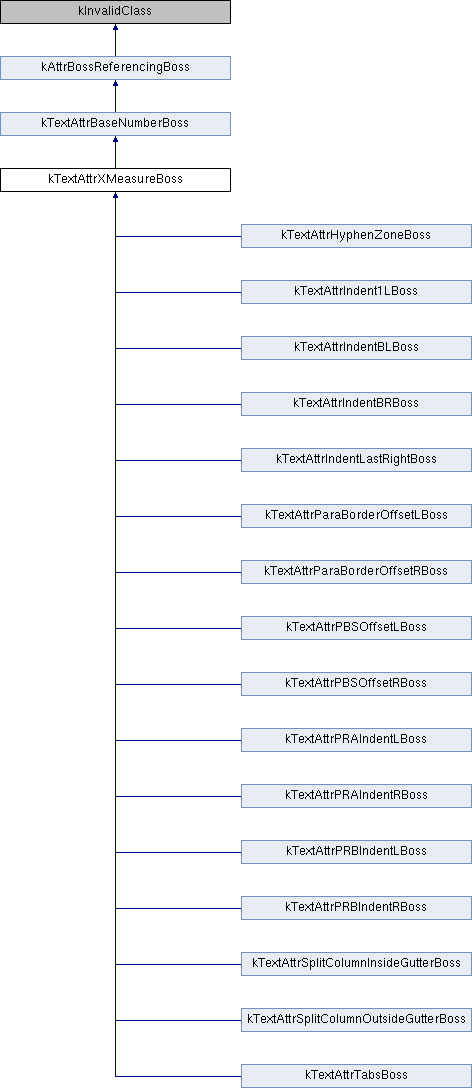 kInvalidClass
kAttrBossReferencingBoss
kTextAttrBaseNumberBoss
kTextAttrXMeasureBoss
kTextAttrHyphenZoneBoss
kTextAttrIndent1LBoss
kTextAttrIndentBLBoss
kTextAttrIndentBRBoss
kTextAttrIndentLastRightBoss
kTextAttrParaBorderOffsetLBoss
kTextAttrParaBorderOffsetRBoss
kTextAttrPBSOffsetLBoss
kTextAttrPBSOffsetRBoss
kTextAttrPRAIndentLBoss
kTextAttrPRAIndentRBoss
kTextAttrPRBIndentLBoss
kTextAttrPRBIndentRBoss
kTextAttrSplitColumnInsideGutterBoss
kTextAttrSplitColumnOutsideGutterBoss
kTextAttrTabsBoss